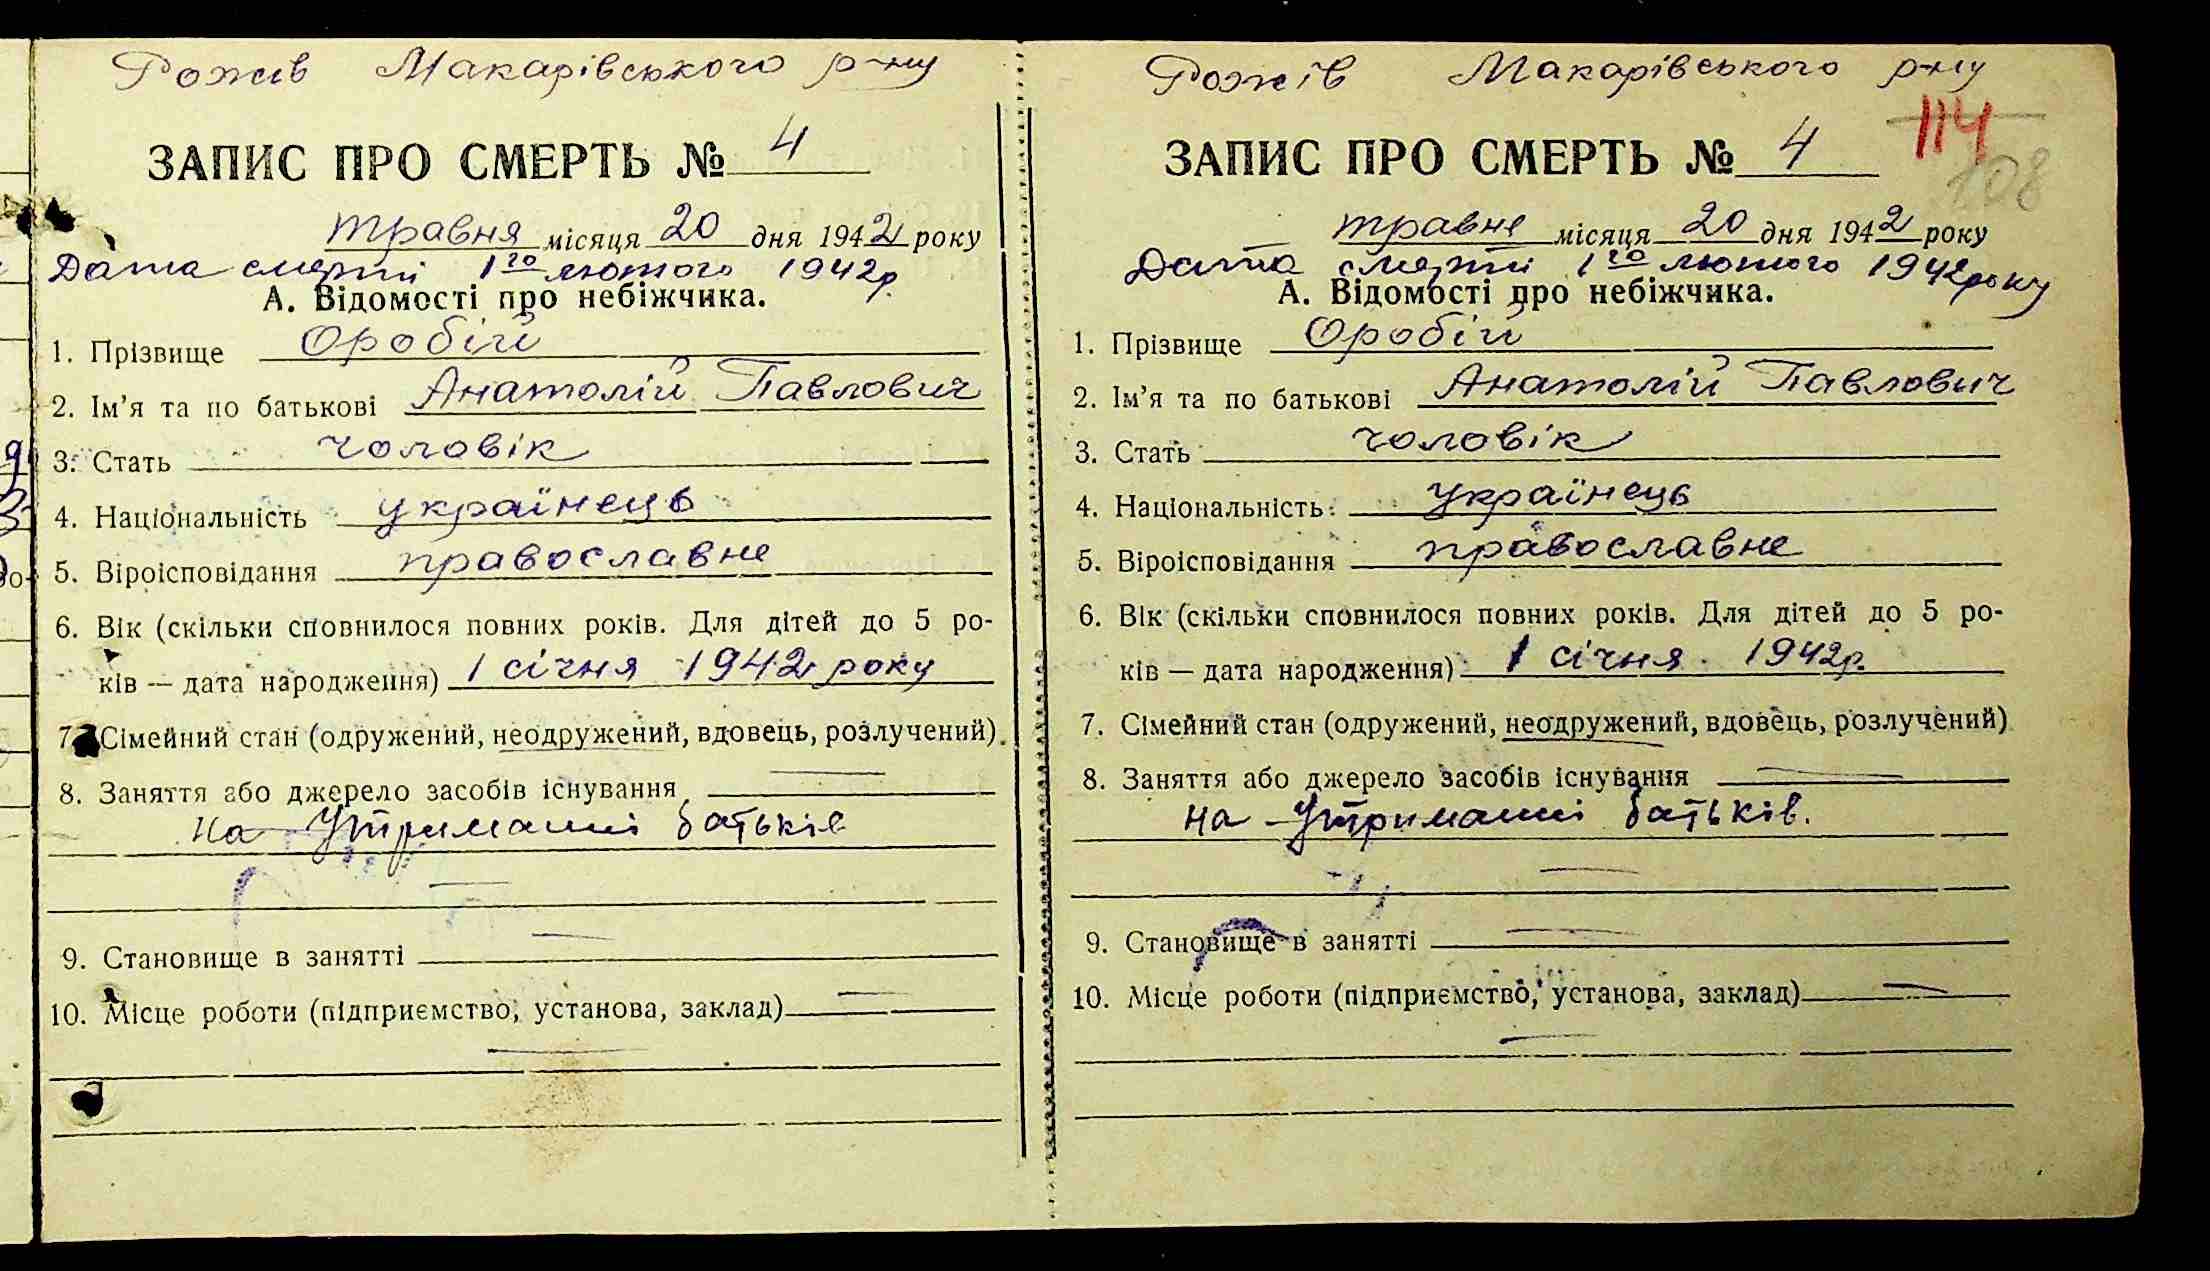 Рожів Макарівського р-ну
ЗАПИС ПРО СМЕРТЬ № 4
травня місяця 20 дня 1942 року
Дата смерти 1го лютого 1942 р.
А. Відомості про небіжчика.
1. Прізвище Оробій
2. Ім’я та по батькові Анатолій Павлович
3. Стать чоловік
4. Національність українець
5. Віроісповідання православне
6. Вік (скільки сповнилося повних років. Для дітей до 5 ро-
ків — дата народження) 1 січня 1942 року
7. Сімейний стан (одружений, неодружений, вдовець, розлучений).
8. Заняття або джерело засобів існування —
на Утриманні батьків
—
9. Становище в занятті —
10. Місце роботи (підприємство, установа, заклад) —
—
Рожів Макарівського р-ну
114
ЗАПИС ПРО СМЕРТЬ № 4
108
травне місяця 20 дня 1942 року
Дата смерти 1го лютого 1942 року
А. Відомості про небіжчика.
1. Прізвище Оробій
2. Ім’я та по батькові Анатолій Павлович
3. Стать чоловік
4. Національність українець
5. Віроісповідання православне
6. Вік (скільки сповнилося повних років. Для дітей до 5 ро-
ків — дата народження) 1 січня 1942 р.
7. Сімейний стан (одружений, неодружений, вдовець, розлучений)
8. Заняття або джерело засобів існування —
на Утриманні батьків.
—
9. Становище в занятті —
10. Місце роботи (підприємство, установа, заклад) —
—